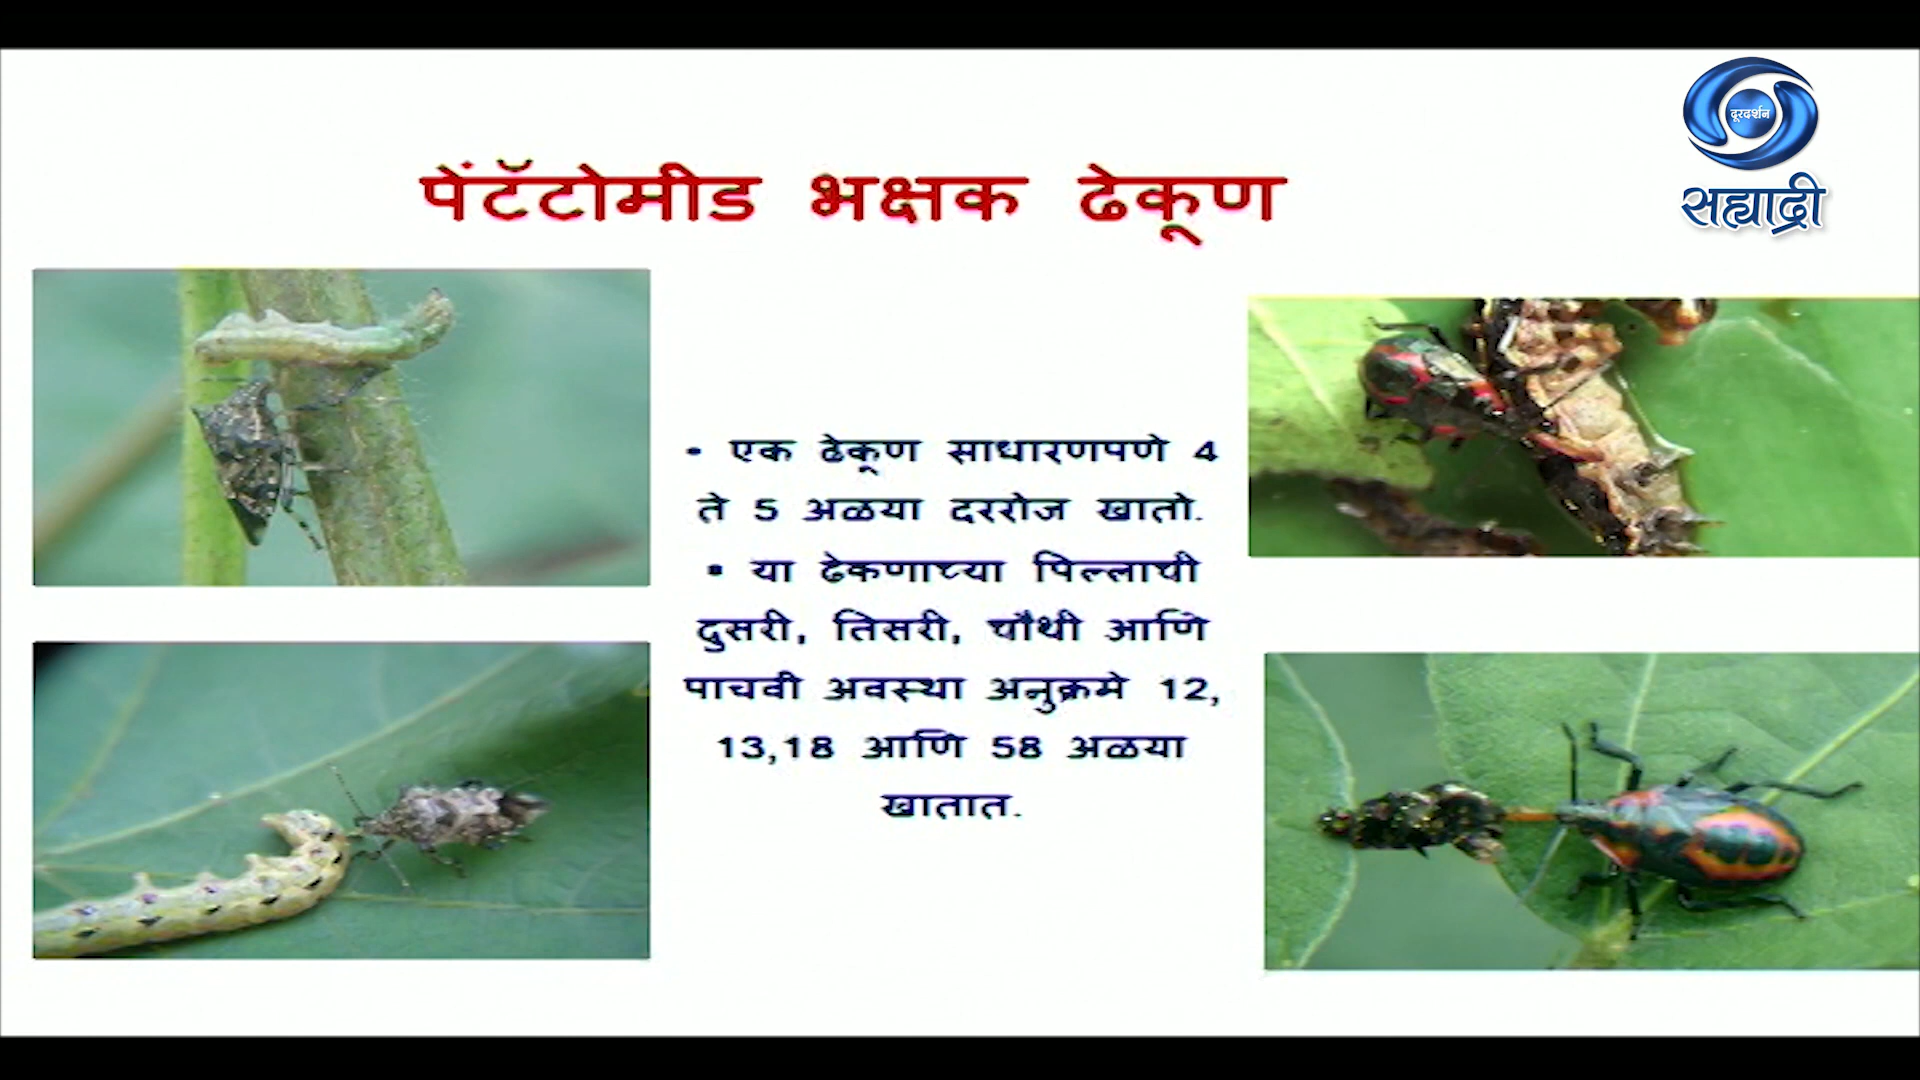 दूरदर्शन
सह्याद्री
पेंटॅटोमीड भक्षक ढेकूण
• एक ढेकूण साधारणपणे 4
ते 5 अळया दररोज खातो.
• या ढेकणाच्या पिल्लाची
दुसरी, तिसरी, चौथी आणि
पाचवी अवस्था अनुक्रमे 12,
13,18 आणि 58 अळया
खातात.